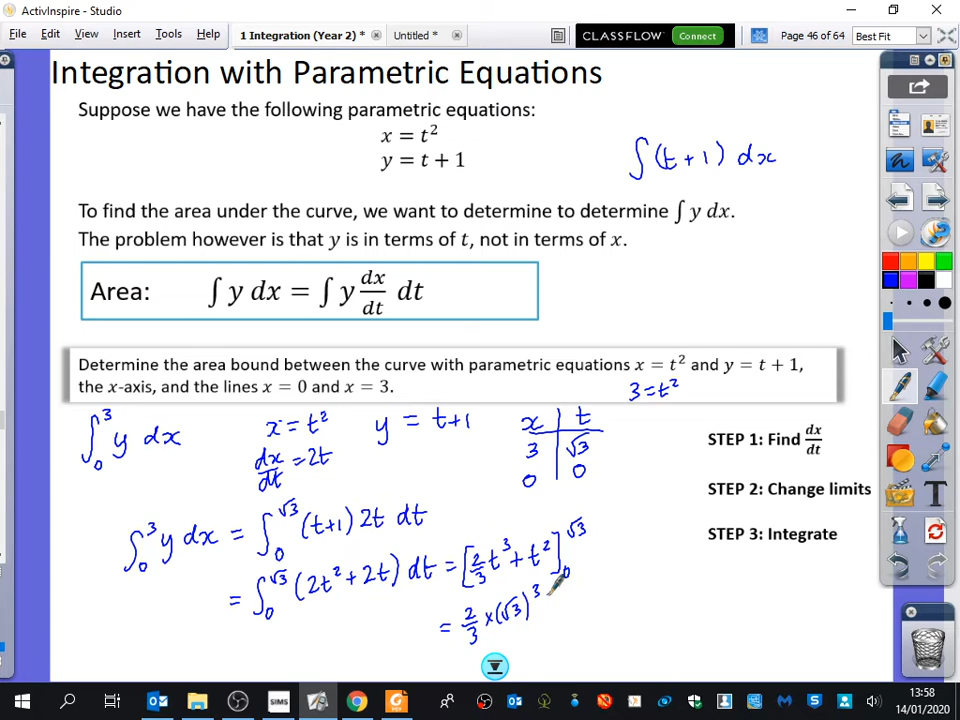 ActivInspire - Studio
File Edit View Insert Tools Help
1 Integration (Year 2) *
Untitled *
CLASSFLOW Connect
Page 46 of 64
Best Fit
Integration with Parametric Equations
Suppose we have the following parametric equations:
x = t²
y = t + 1
∫(t+1) dx
To find the area under the curve, we want to determine to determine ∫ y dx.
The problem however is that y is in terms of t, not in terms of x.
Area: ∫ y dx = ∫ y dx/dt dt
Determine the area bound between the curve with parametric equations x = t² and y = t + 1,
the x-axis, and the lines x = 0 and x = 3.
3=t²
∫₀³ y dx
x = t²
dx/dt = 2t
y = t+1
x | t
3 | √3
0 | 0
STEP 1: Find dx/dt
STEP 2: Change limits
STEP 3: Integrate
∫₀³ y dx = ∫₀^√3 (t+1) 2t dt
= ∫₀^√3 (2t² + 2t) dt = [2/3 t³ + t²]₀^√3
= 2/3 × (√3)³
SIMS
13:58
14/01/2020